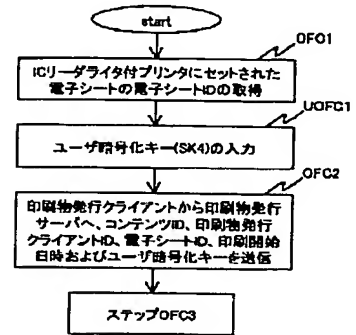 start
OFC1
ICリーダライタ付プリンタにセットされた
電子シートの電子シートIDの取得
UOFC1
ユーザ暗号化キー(SK4)の入力
OFC2
印刷物発行クライアントから印刷物発行
サーバへ、コンテンツID、印刷物発行
クライアントID、電子シートID、印刷開始
日時およびユーザ暗号化キーを送信
ステップOFC3